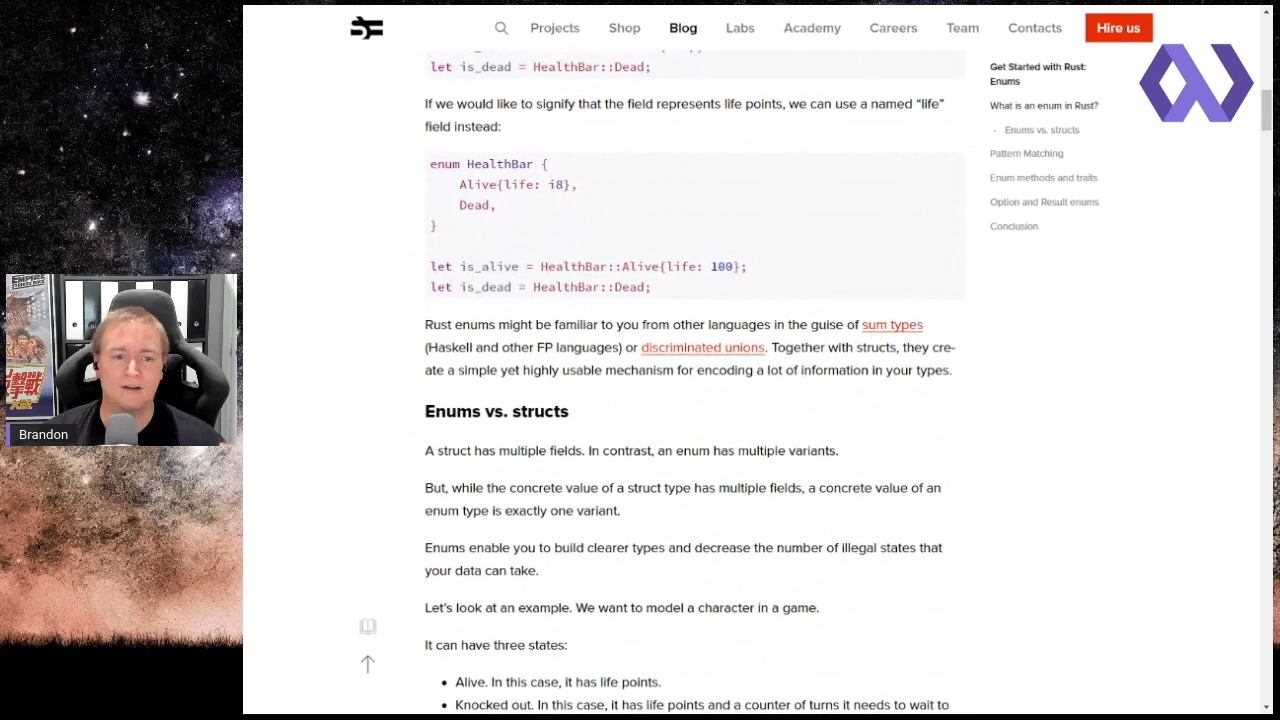 Projects Shop Blog Labs Academy Careers Team Contacts Hire us
let is_dead = HealthBar::Dead;
If we would like to signify that the field represents life points, we can use a named “life”
field instead:
enum HealthBar {
Alive{life: i8},
Dead,
}
let is_alive = HealthBar::Alive{life: 100};
let is_dead = HealthBar::Dead;
Rust enums might be familiar to you from other languages in the guise of sum types
(Haskell and other FP languages) or discriminated unions. Together with structs, they cre-
ate a simple yet highly usable mechanism for encoding a lot of information in your types.
Enums vs. structs
A struct has multiple fields. In contrast, an enum has multiple variants.
But, while the concrete value of a struct type has multiple fields, a concrete value of an
enum type is exactly one variant.
Enums enable you to build clearer types and decrease the number of illegal states that
your data can take.
Let’s look at an example. We want to model a character in a game.
It can have three states:
• Alive. In this case, it has life points.
• Knocked out. In this case, it has life points and a counter of turns it needs to wait to
Get Started with Rust:
Enums
What is an enum in Rust?
· Enums vs. structs
Pattern Matching
Enum methods and traits
Option and Result enums
Conclusion
Brandon